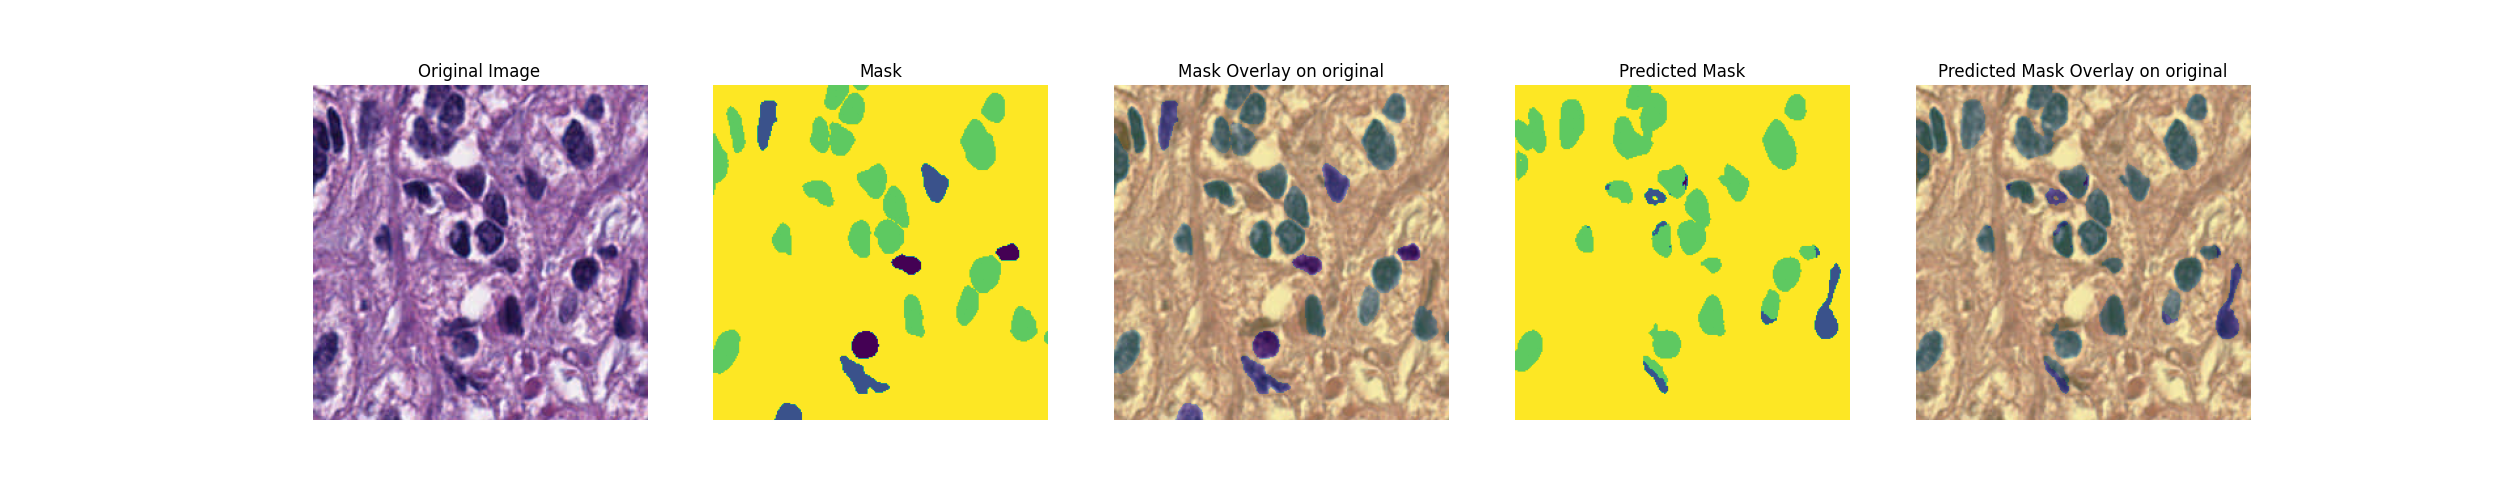 Original Image
Mask
Mask Overlay on original
Predicted Mask
Predicted Mask Overlay on original